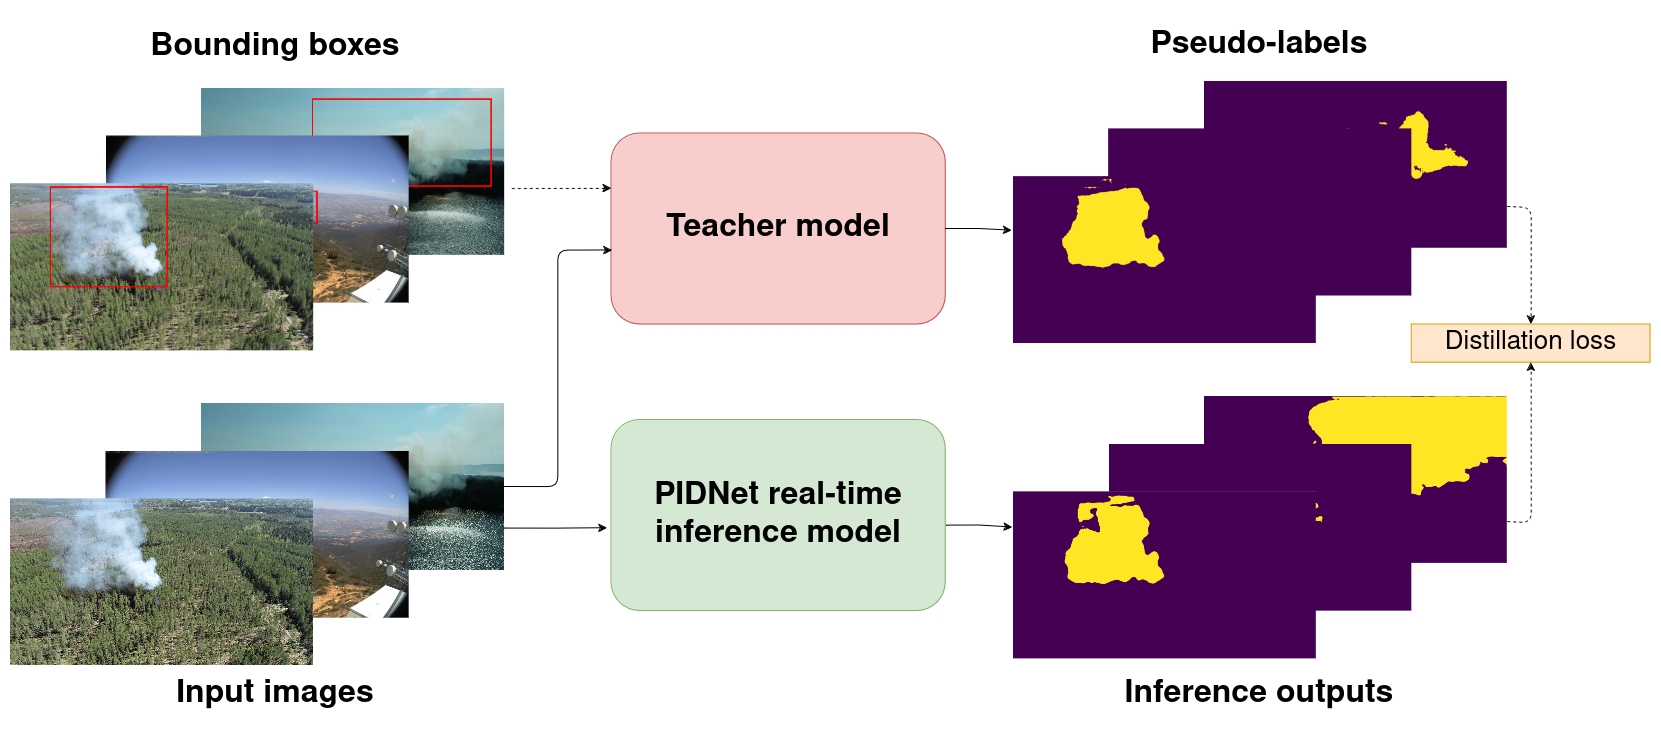 Bounding boxes
Pseudo-labels
Teacher model
Distillation loss
PIDNet real-time
inference model
Input images
Inference outputs